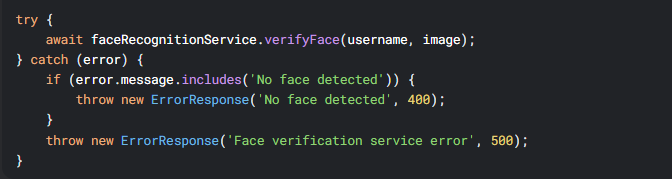 try {
    await faceRecognitionService.verifyFace(username, image);
} catch (error) {
    if (error.message.includes('No face detected')) {
        throw new ErrorResponse('No face detected', 400);
    }
    throw new ErrorResponse('Face verification service error', 500);
}